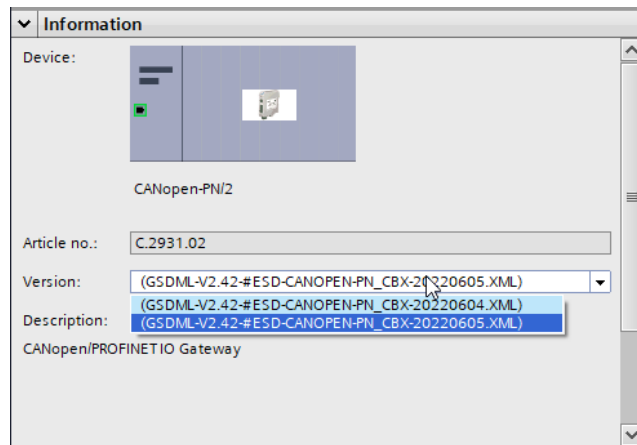 Information
Device:
CANopen-PN/2
Article no.: C.2931.02
Version: (GSDML-V2.42-#ESD-CANOPEN-PN_CBX-20220605.XML)
(GSDML-V2.42-#ESD-CANOPEN-PN_CBX-20220604.XML)
Description: (GSDML-V2.42-#ESD-CANOPEN-PN_CBX-20220605.XML)
CANopen/PROFINET IO Gateway